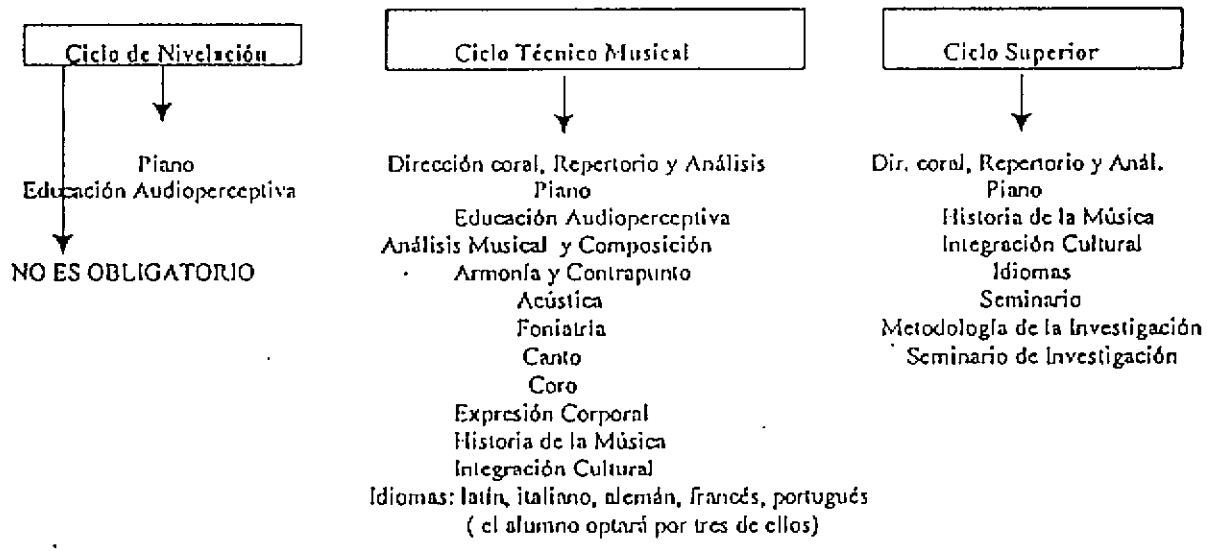 Ciclo de Nivelación
Piano
Educación Audioperceptiva
NO ES OBLIGATORIO
Ciclo Técnico Musical
Dirección coral, Repertorio y Análisis
Piano
Educación Audioperceptiva
Análisis Musical y Composición
Armonía y Contrapunto
Acústica
Foniatría
Canto
Coro
Expresión Corporal
Historia de la Música
Integración Cultural
Idiomas: latín, italiano, alemán, francés, portugués
( el alumno optará por tres de ellos)
Ciclo Superior
Dir. coral, Repertorio y Anál.
Piano
Historia de la Música
Integración Cultural
Idiomas
Seminario
Metodología de la Investigación
Seminario de Investigación